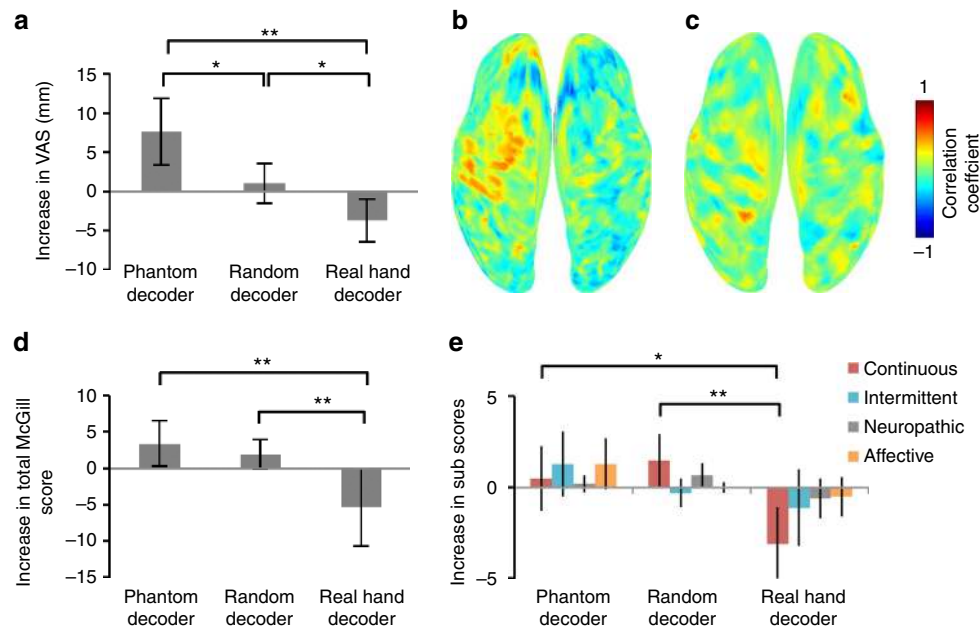 a
**
*
*
Increase in VAS (mm)
15
10
5
0
−5
−10
Phantom
decoder
Random
decoder
Real hand
decoder
b
c
1
Correlation
coefficient
−1
d
**
**
Increase in total McGill
score
10
5
0
−5
−10
−15
Phantom
decoder
Random
decoder
Real hand
decoder
e
*
**
Continuous
Intermittent
Neuropathic
Affective
Increase in sub scores
5
0
−5
Phantom
decoder
Random
decoder
Real hand
decoder